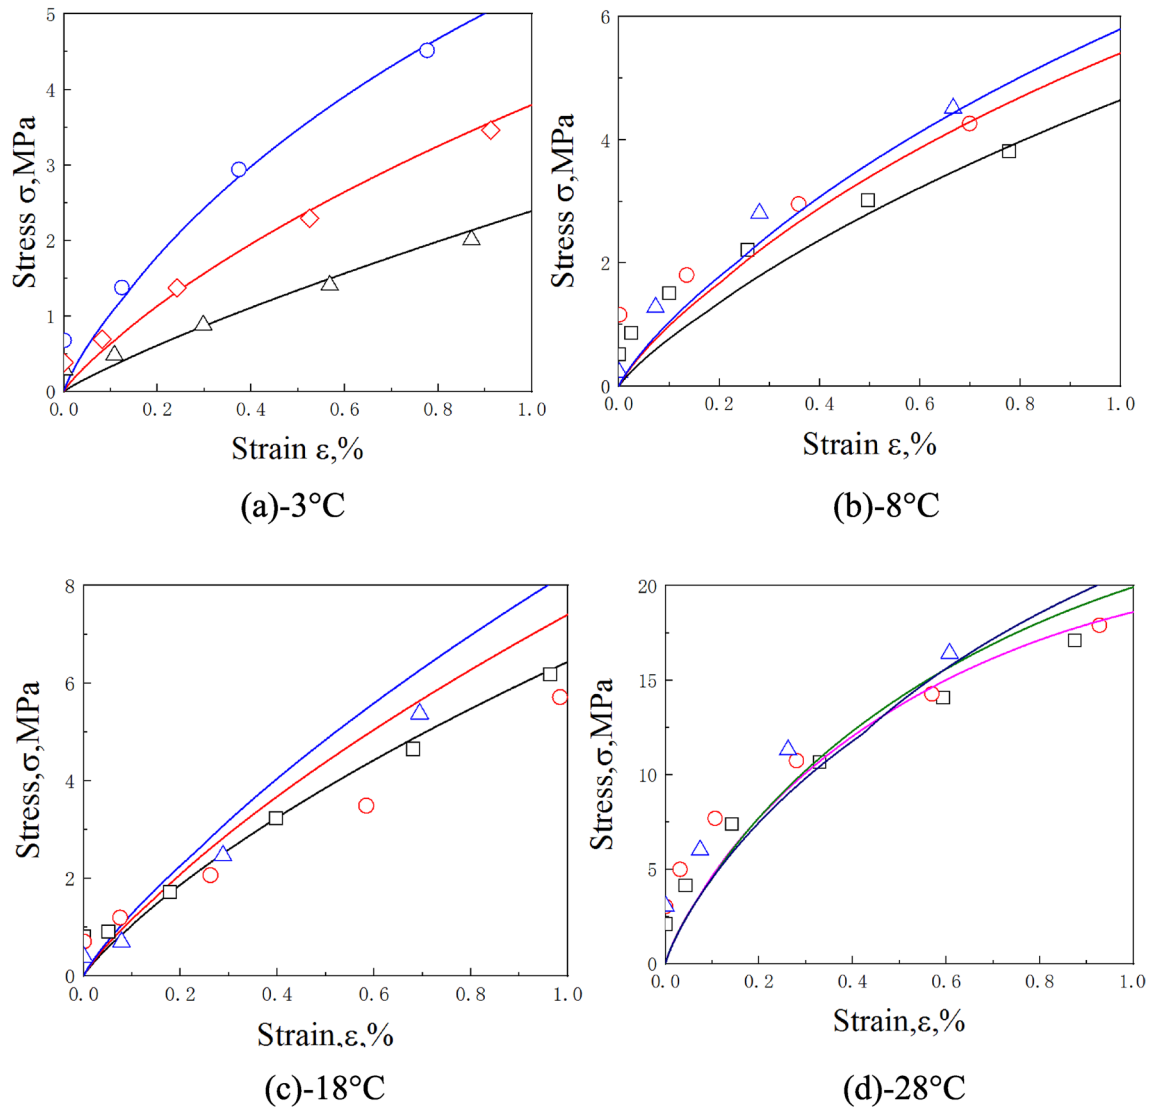 5
4
3
2
1
0
Stress σ,MPa
0.0 0.2 0.4 0.6 0.8 1.0
Strain ε,%
(a)-3°C
6
4
2
0
Stress σ,MPa
0.0 0.2 0.4 0.6 0.8 1.0
Strain ε,%
(b)-8°C
8
6
4
2
0
Stress,σ,MPa
0.0 0.2 0.4 0.6 0.8 1.0
Strain,ε,%
(c)-18°C
20
15
10
5
0
Stress,σ,MPa
0.0 0.2 0.4 0.6 0.8 1.0
Strain,ε,%
(d)-28°C